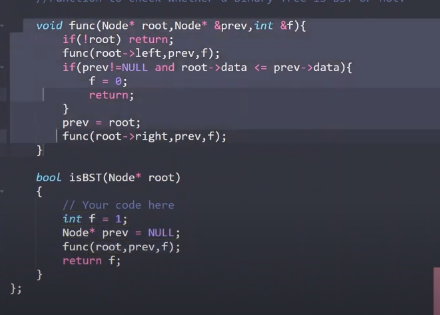 //Function to check whether a Binary Tree is BST or not.
void func(Node* root,Node* &prev,int &f){
if(!root) return;
func(root->left,prev,f);
if(prev!=NULL and root->data <= prev->data){
f = 0;
return;
}
prev = root;
func(root->right,prev,f);
}
bool isBST(Node* root)
{
// Your code here
int f = 1;
Node* prev = NULL;
func(root,prev,f);
return f;
}
};